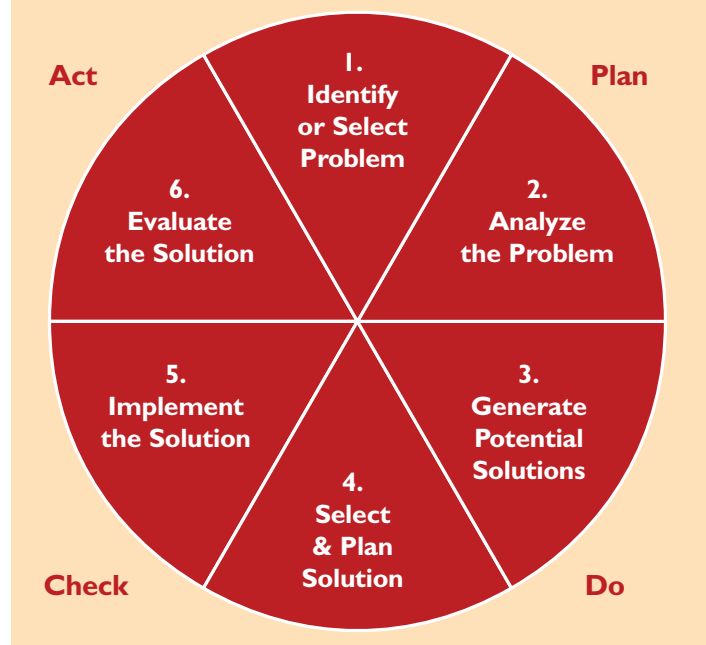 Act
Plan
1.
Identify
or Select
Problem
2.
Analyze
the Problem
3.
Generate
Potential
Solutions
4.
Select
& Plan
Solution
5.
Implement
the Solution
6.
Evaluate
the Solution
Check
Do